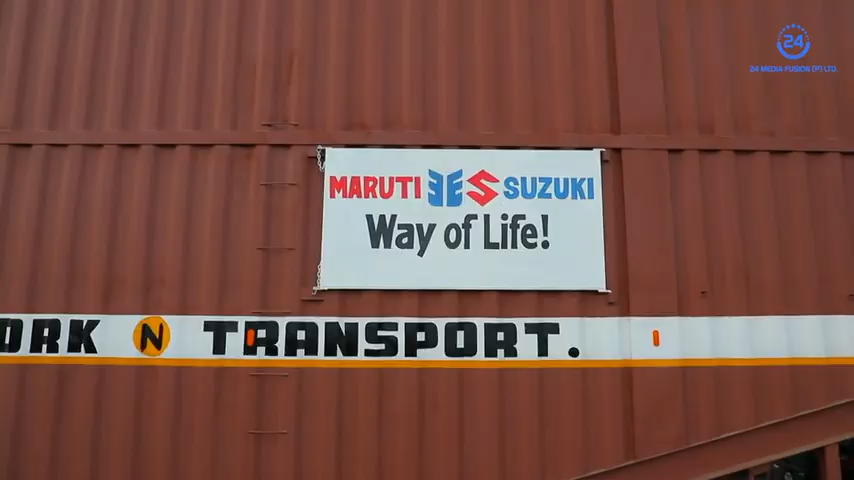 24
24 MEDIA FUSION (P) LTD.
MARUTI SUZUKI
Way of Life!
ORK N TRANSPORT.